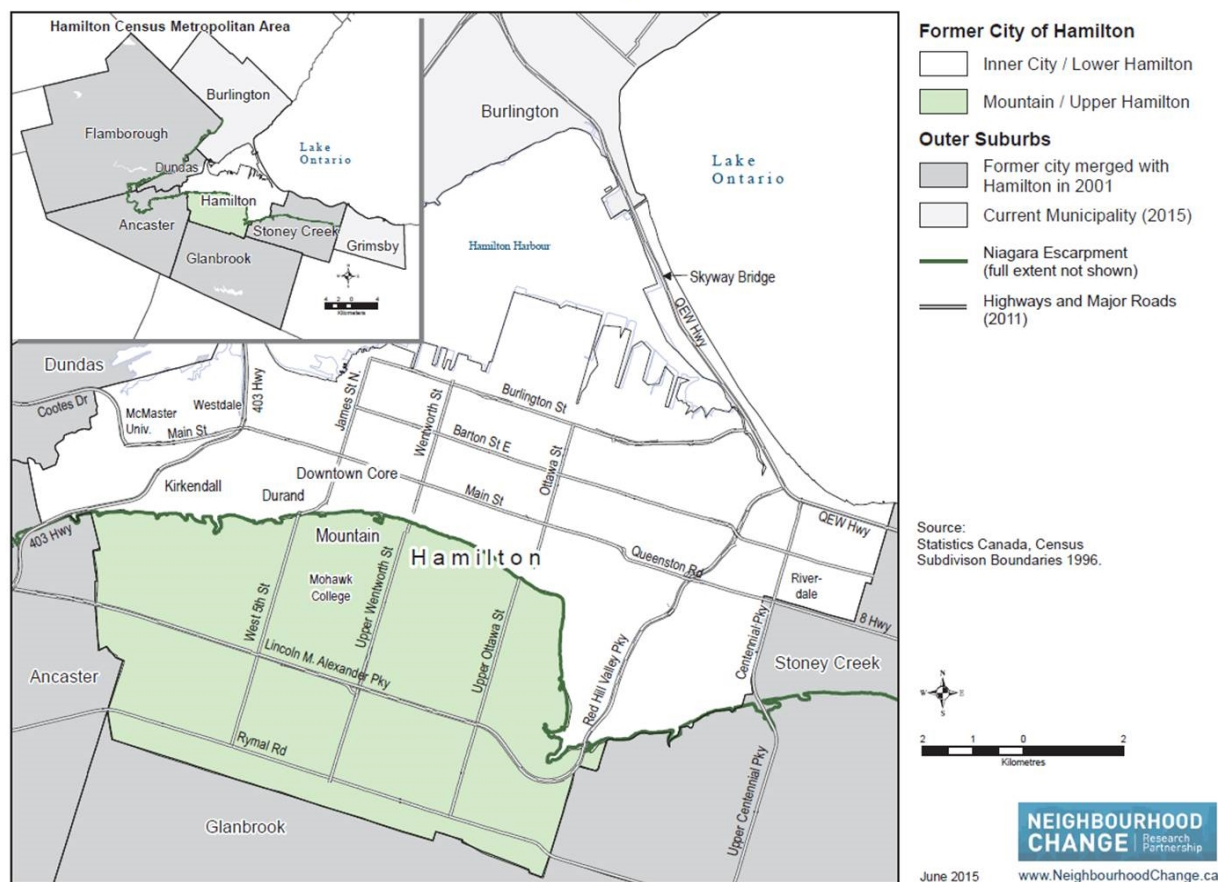 Hamilton Census Metropolitan Area
Burlington
Flamborough
Lake
Ontario
Dundas
Hamilton
Ancaster
Stoney Creek
Grimsby
Glanbrook
4 2 0 4
Kilometers
Burlington
Lake
Ontario
Hamilton Harbour
Skyway Bridge
QEW Hwy
Dundas
Cootes Dr
McMaster
Univ.
Westdale
Main St
403 Hwy
James St N.
Wentworth St
Burlington St
Barton St E
Ottawa St
Downtown Core
Main St
Kirkendall
Durand
QEW Hwy
403 Hwy
Mountain
Hamilton
Queenston Rd
River-
dale
Mohawk
College
West 5th St
Upper Wentworth St
Upper Ottawa St
Centennial Pky
8 Hwy
Lincoln M. Alexander Pky
Red Hill Valley Pky
Stoney Creek
Ancaster
Rymal Rd
Upper Centennial Pky
Glanbrook
Former City of Hamilton
Inner City / Lower Hamilton
Mountain / Upper Hamilton
Outer Suburbs
Former city merged with
Hamilton in 2001
Current Municipality (2015)
Niagara Escarpment
(full extent not shown)
Highways and Major Roads
(2011)
Source:
Statistics Canada, Census
Subdivison Boundaries 1996.
N
W E
S
2 1 0 2
Kilometres
NEIGHBOURHOOD
CHANGE Research
Partnership
June 2015 www.NeighbourhoodChange.ca